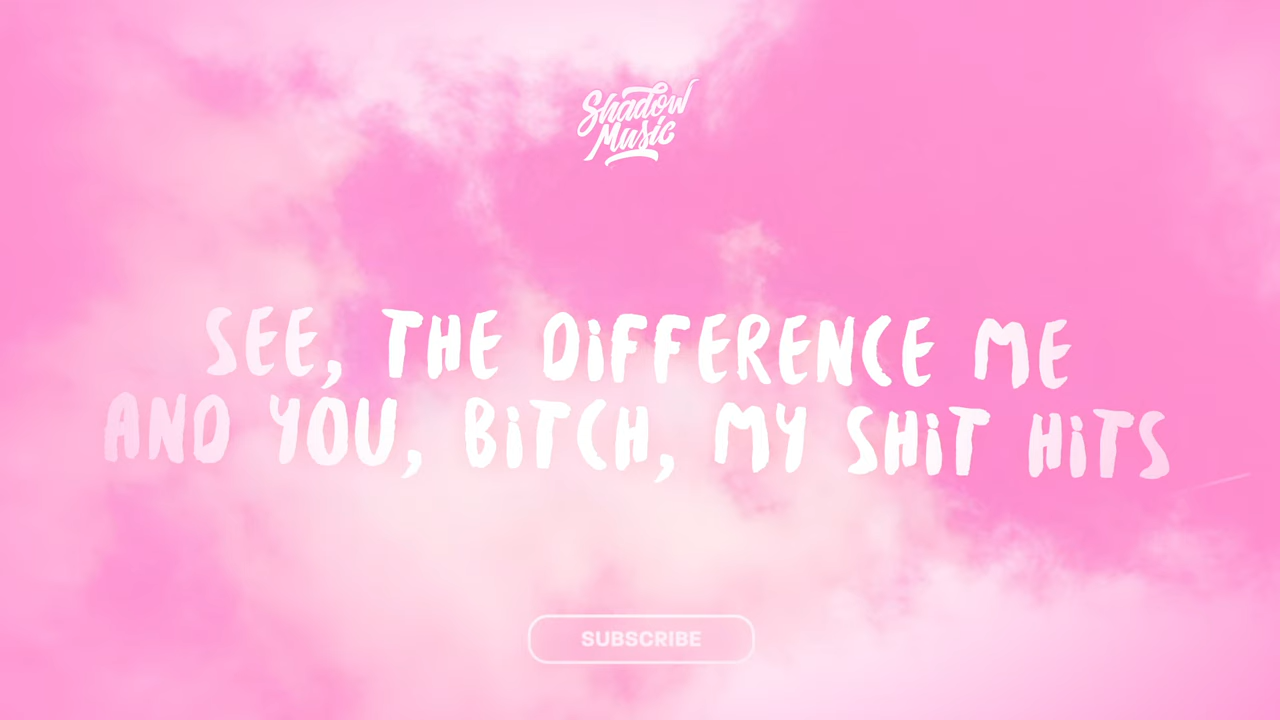 Shadow
Music
SEE, THE DiFFERENCE ME
AND YOU, BiTCH, MY SHiT HiTS
SUBSCRIBE